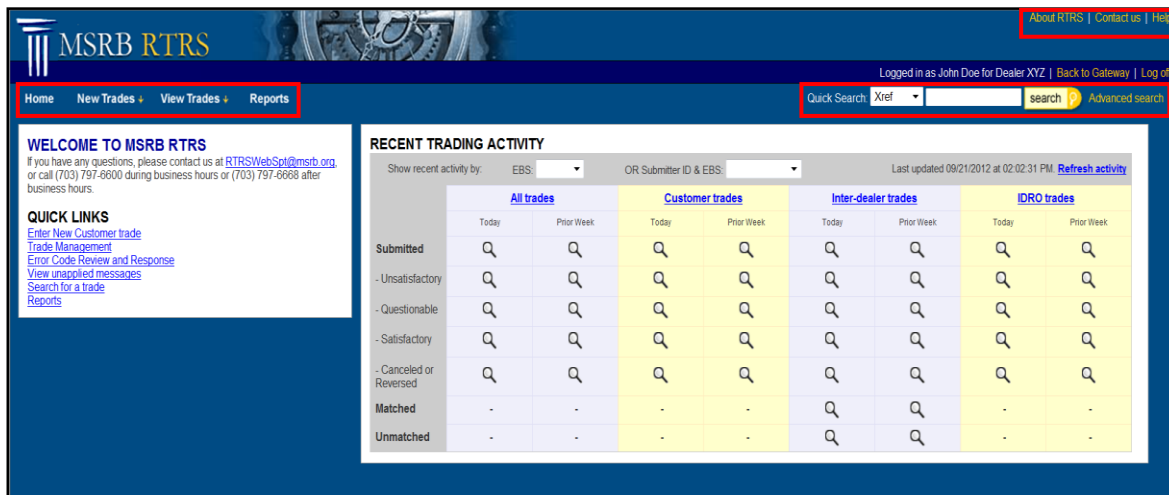 About RTRS | Contact us | Help
MSRB RTRS
Logged in as John Doe for Dealer XYZ | Back to Gateway | Log off
Home New Trades View Trades Reports
Quick Search: Xref search Advanced search
WELCOME TO MSRB RTRS
If you have any questions, please contact us at RTRSWebSpt@msrb.org,
or call (703) 797-6600 during business hours or (703) 797-6668 after
business hours.
QUICK LINKS
Enter New Customer trade
Trade Management
Error Code Review and Response
View unapplied messages
Search for a trade
Reports
RECENT TRADING ACTIVITY
Show recent activity by: EBS: OR Submitter ID & EBS: Last updated 09/21/2012 at 02:02:31 PM. Refresh activity
All trades Customer trades Inter-dealer trades IDRO trades
Today Prior Week Today Prior Week Today Prior Week Today Prior Week
Submitted
- Unsatisfactory
- Questionable
- Satisfactory
- Canceled or
Reversed
Matched - - - - - -
Unmatched - - - - - -